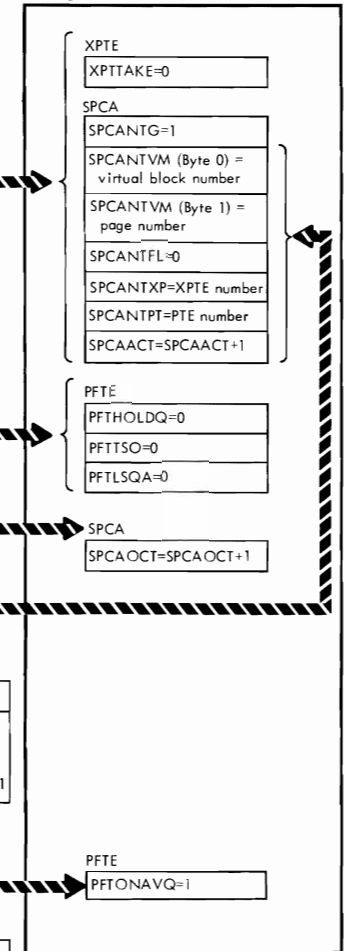 XPTE
XPTTAKE=0
SPCA
SPCANTG=1
SPCANTVM (Byte 0) =
virtual block number
SPCANTVM (Byte 1) =
page number
SPCANTFL=0
SPCANTXP=XPTE number
SPCANTPT=PTE number
SPCAACT=SPCAACT+1
PFTE
PFTHOLDQ=0
PFTTSO=0
PFTLSQA=0
SPCA
SPCAOCT=SPCAOCT+1
1
PFTE
PFTONAVQ=1